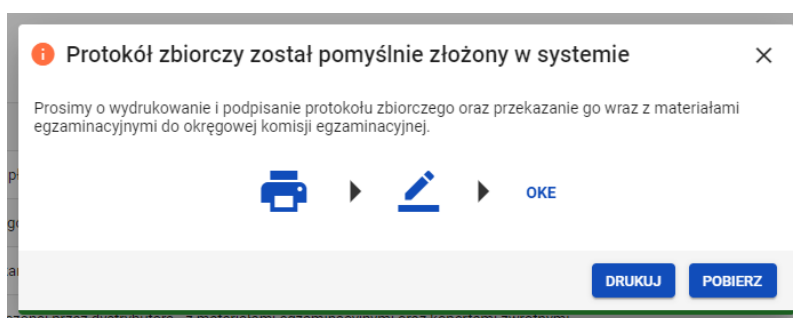 Protokół zbiorczy został pomyślnie złożony w systemie
Prosimy o wydrukowanie i podpisanie protokołu zbiorczego oraz przekazanie go wraz z materiałami
egzaminacyjnymi do okręgowej komisji egzaminacyjnej.
OKE
DRUKUJ POBIERZ